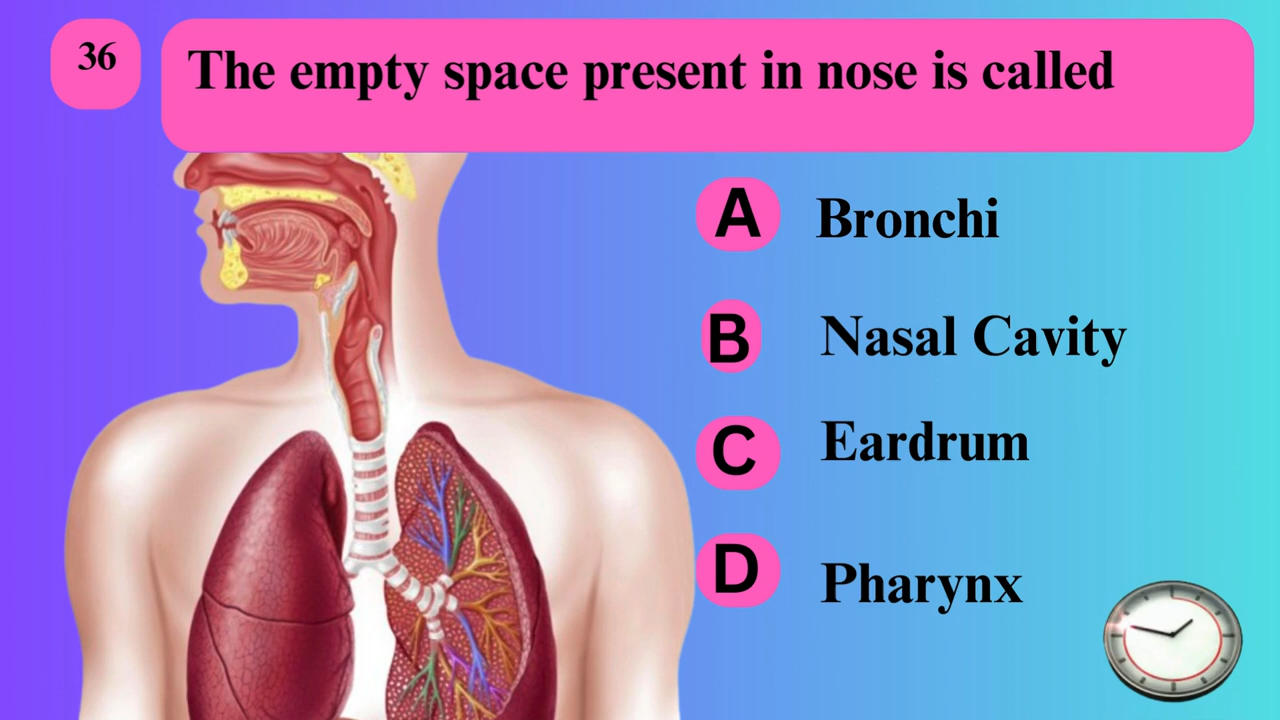 36
The empty space present in nose is called
A Bronchi
B Nasal Cavity
C Eardrum
D Pharynx